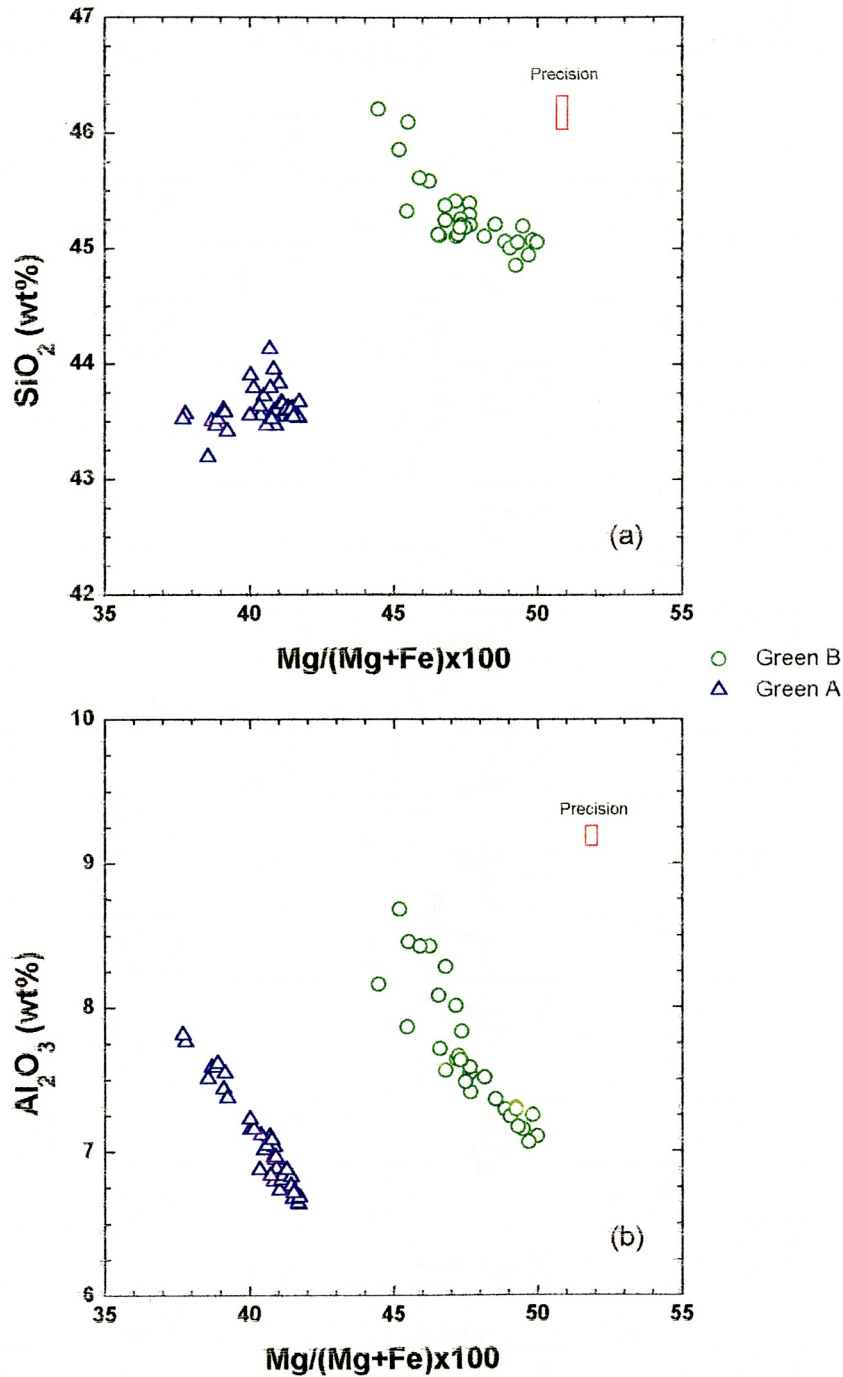 47
46
45
44
43
42
SiO2 (wt%)
Precision
(a)
35 40 45 50 55
Mg/(Mg+Fe)x100
Green B
Green A
10
9
8
7
6
Al2O3 (wt%)
Precision
(b)
35 40 45 50 55
Mg/(Mg+Fe)x100